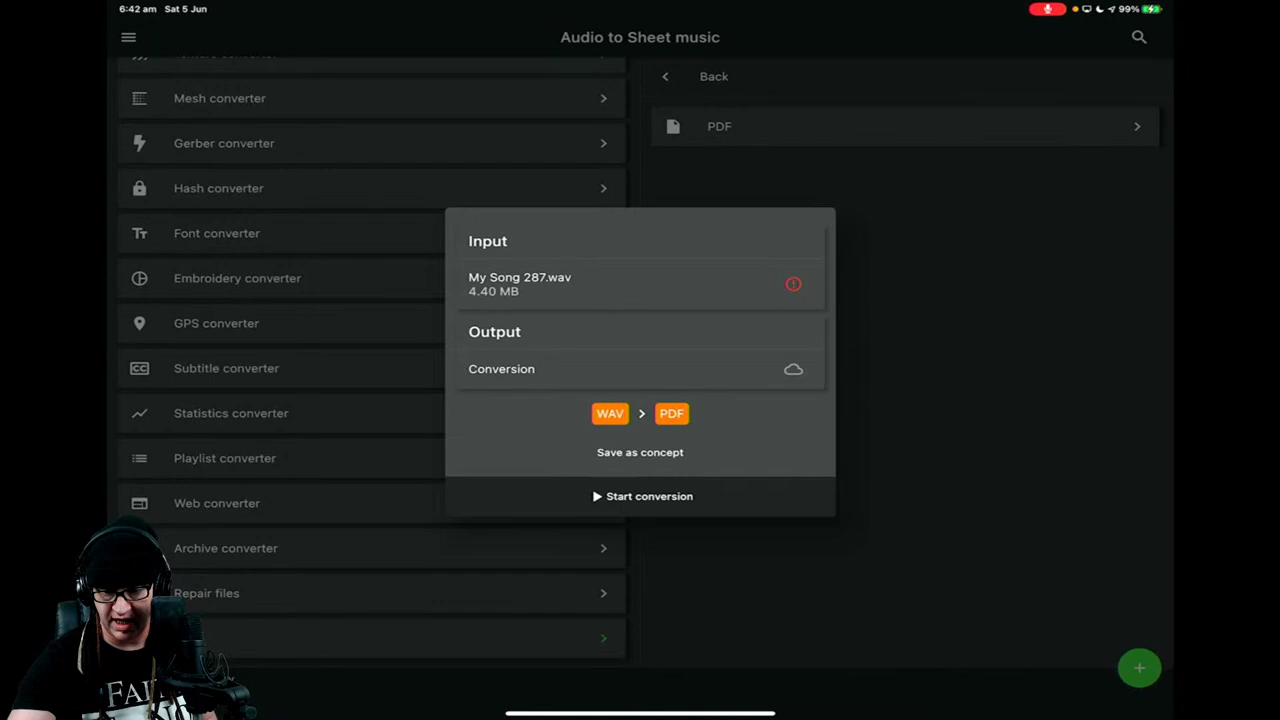 6:42 am Sat 5 Jun
99%
Audio to Sheet music
Mesh converter
Gerber converter
Hash converter
Tт Font converter
Embroidery converter
GPS converter
CC Subtitle converter
Statistics converter
Playlist converter
Web converter
Archive converter
Repair files
Back
PDF
Input
My Song 287.wav
4.40 MB
Output
Conversion
WAV > PDF
Save as concept
Start conversion